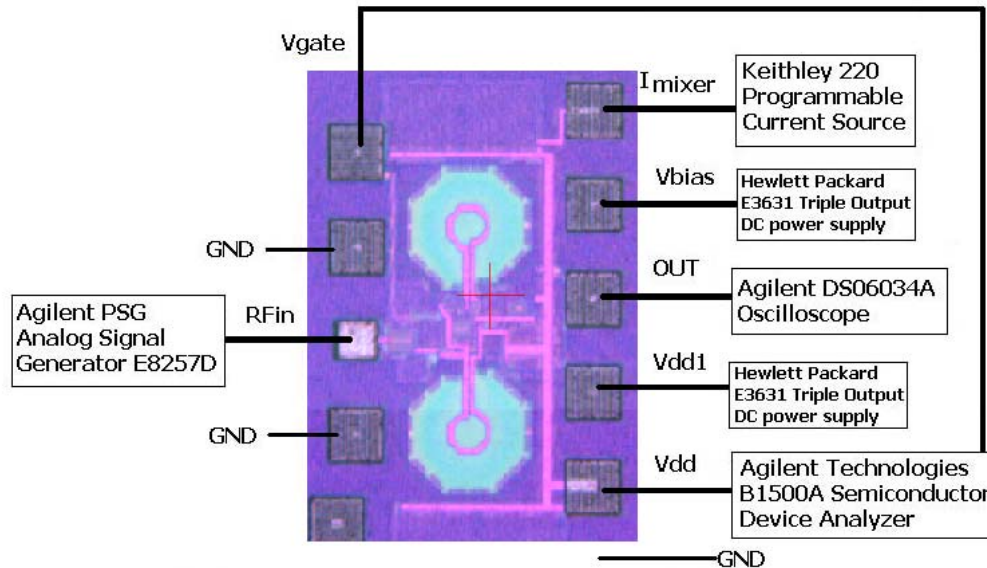 Vgate
I mixer
Keithley 220
Programmable
Current Source
Vbias
Hewlett Packard
E3631 Triple Output
DC power supply
GND
OUT
Agilent DS06034A
Oscilloscope
RFin
Agilent PSG
Analog Signal
Generator E8257D
Vdd1
Hewlett Packard
E3631 Triple Output
DC power supply
GND
Vdd
Agilent Technologies
B1500A Semiconductor
Device Analyzer
GND